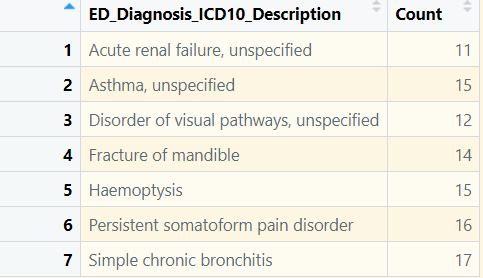 ED_Diagnosis_ICD10_Description Count
1 Acute renal failure, unspecified 11
2 Asthma, unspecified 15
3 Disorder of visual pathways, unspecified 12
4 Fracture of mandible 14
5 Haemoptysis 15
6 Persistent somatoform pain disorder 16
7 Simple chronic bronchitis 17